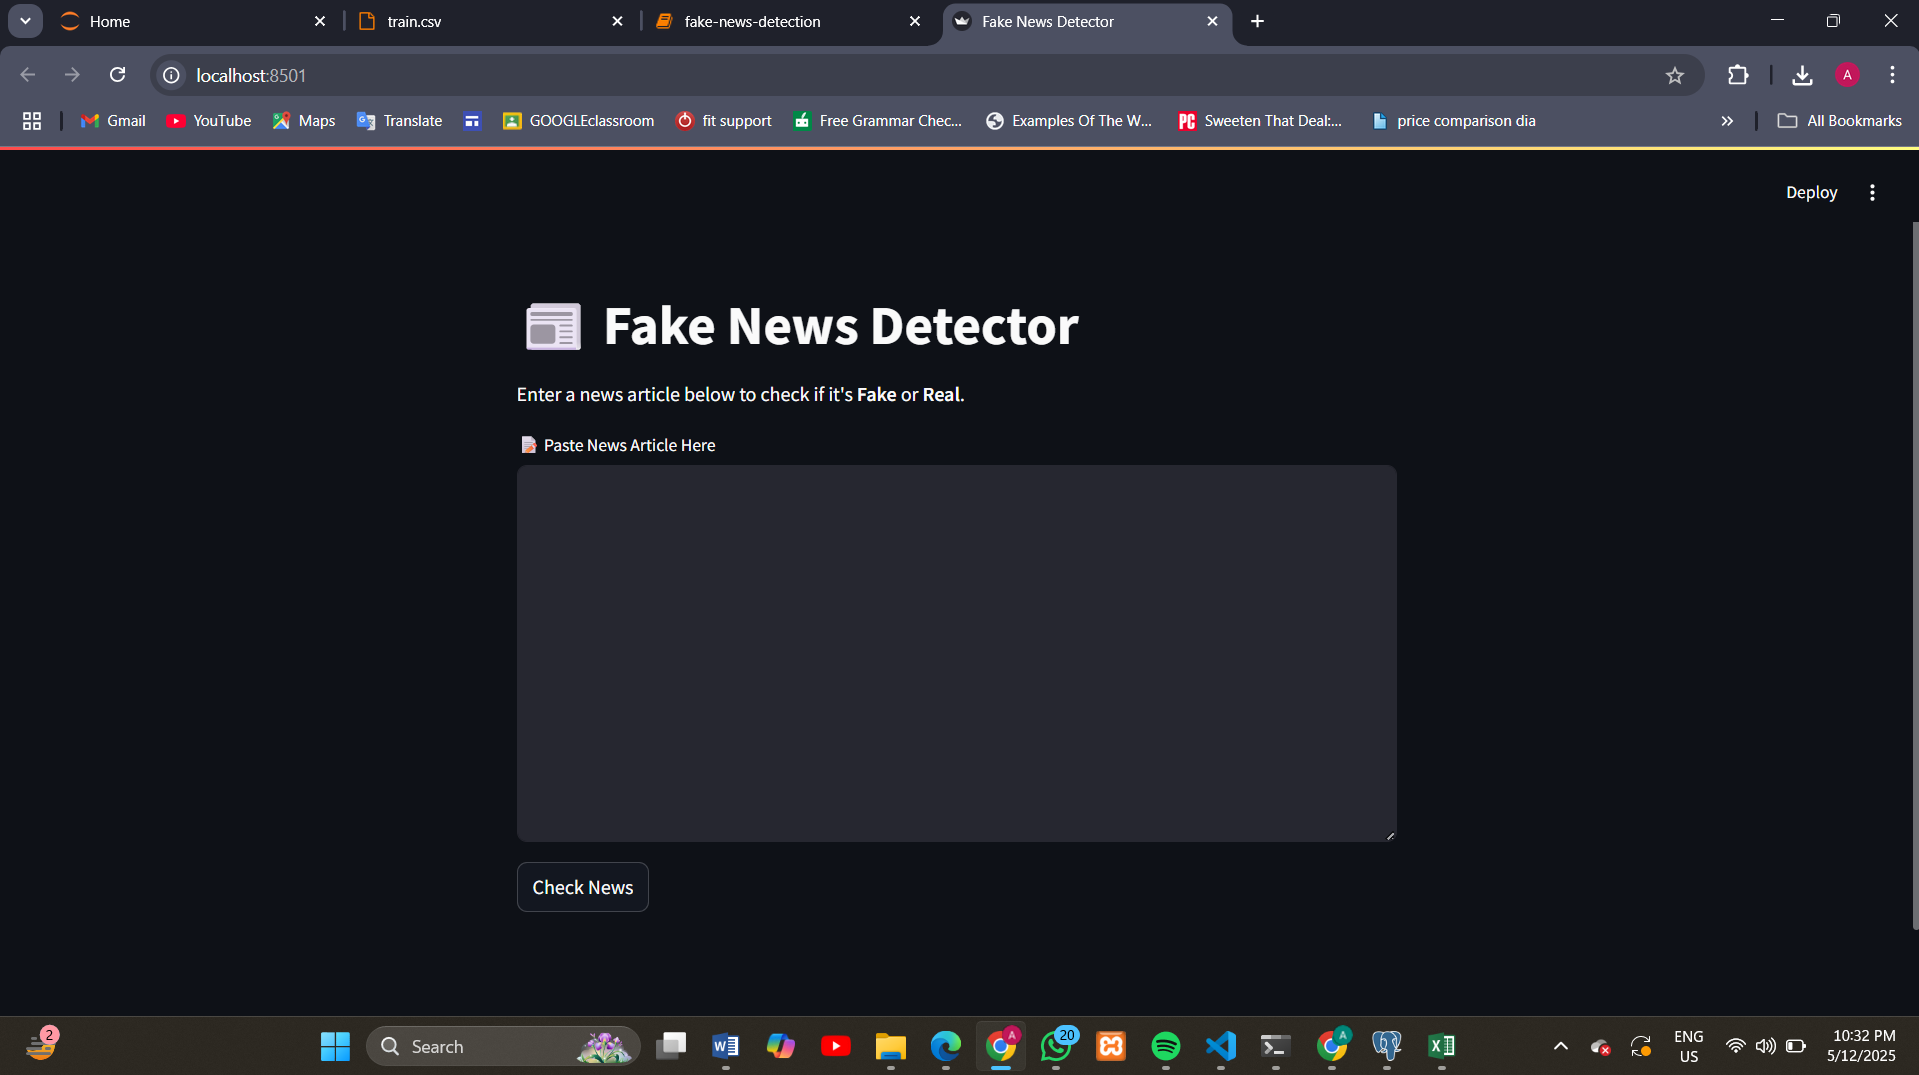 Home
train.csv
fake-news-detection
Fake News Detector
localhost:8501
A
Gmail
YouTube
Maps
Translate
GOOGLEclassroom
fit support
Free Grammar Chec...
Examples Of The W...
PC
Sweeten That Deal:...
price comparison dia
All Bookmarks
Deploy
Fake News Detector
Enter a news article below to check if it's Fake or Real.
Paste News Article Here
Check News
2
Search
A
20
A
ENG
US
10:32 PM
5/12/2025